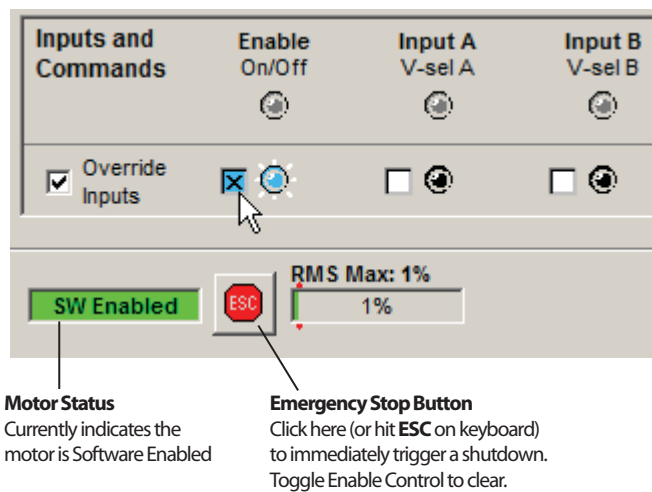 Inputs and Commands
Enable
On/Off
Input A
V-sel A
Input B
V-sel B
Override Inputs
SW Enabled
ESC
RMS Max: 1%
1%
Motor Status
Currently indicates the
motor is Software Enabled
Emergency Stop Button
Click here (or hit ESC on keyboard)
to immediately trigger a shutdown.
Toggle Enable Control to clear.